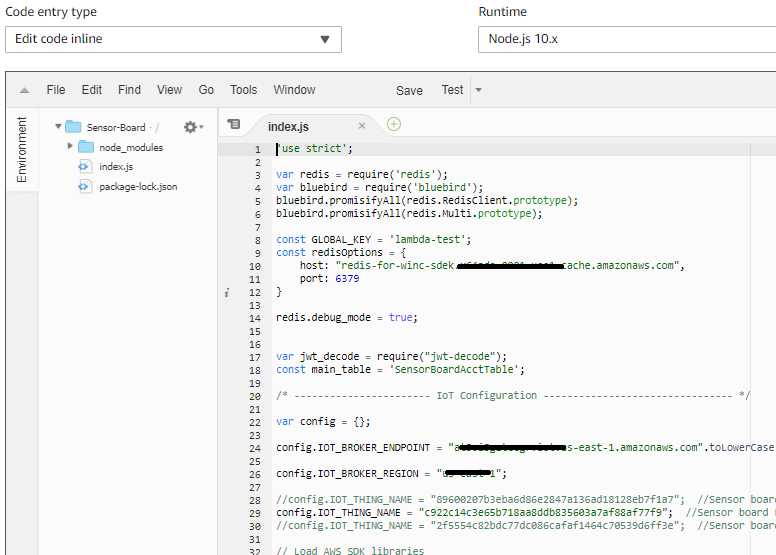 Code entry type
Runtime
Edit code inline
Node.js 10.x
File Edit Find View Go Tools Window Save Test
Environment
Sensor-Board - /
node_modules
index.js
package-lock.json
index.js
1 'use strict';
2
3 var redis = require('redis');
4 var bluebird = require('bluebird');
5 bluebird.promisifyAll(redis.RedisClient.prototype);
6 bluebird.promisifyAll(redis.Multi.prototype);
7
8 const GLOBAL_KEY = 'lambda-test';
9 const redisOptions = {
10 host: "redis-for-winc-sdek. cache.amazonaws.com",
11 port: 6379
12 }
13
14 redis.debug_mode = true;
15
16
17 var jwt_decode = require("jwt-decode");
18 const main_table = 'SensorBoardAcctTable';
19
20 /* ---------------------- IoT Configuration ------------------------------- */
21
22 var config = {};
23
24 config.IOT_BROKER_ENDPOINT = " s-east-1.amazonaws.com".toLowerCase
25
26 config.IOT_BROKER_REGION = " 1";
27
28 //config.IOT_THING_NAME = "89600207b3eba6d86e2847a136ad18128eb7f1a7"; //Sensor boar
29 config.IOT_THING_NAME = "c922c14c3e65b718aa8ddb835603a7af88af77f9"; //Sensor board
30 //config.IOT_THING_NAME = "2f5554c82bdc77dc086cafaf1464c70539d6ff3e"; //Sensor boar
31
32 // Load AWS SDK libraries